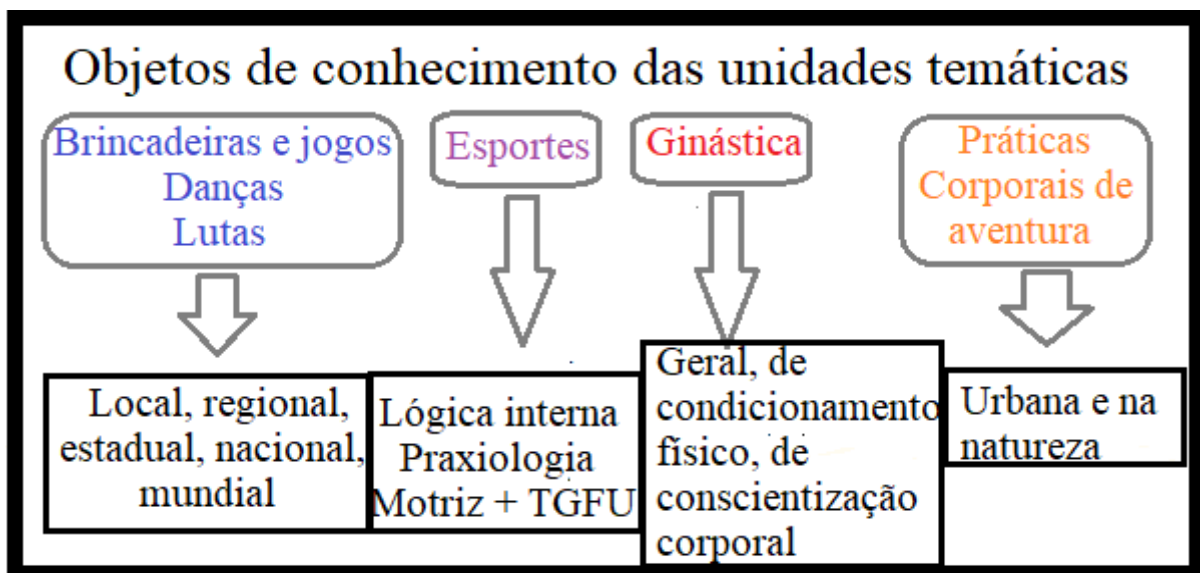 Objetos de conhecimento das unidades temáticas
Brincadeiras e jogos
Danças
Lutas
Esportes
Ginástica
Práticas
Corporais de
aventura
Local, regional,
estadual, nacional,
mundial
Lógica interna
Praxiologia
Motriz + TGFU
Geral, de
condicionamento
físico, de
conscientização
corporal
Urbana e na
natureza